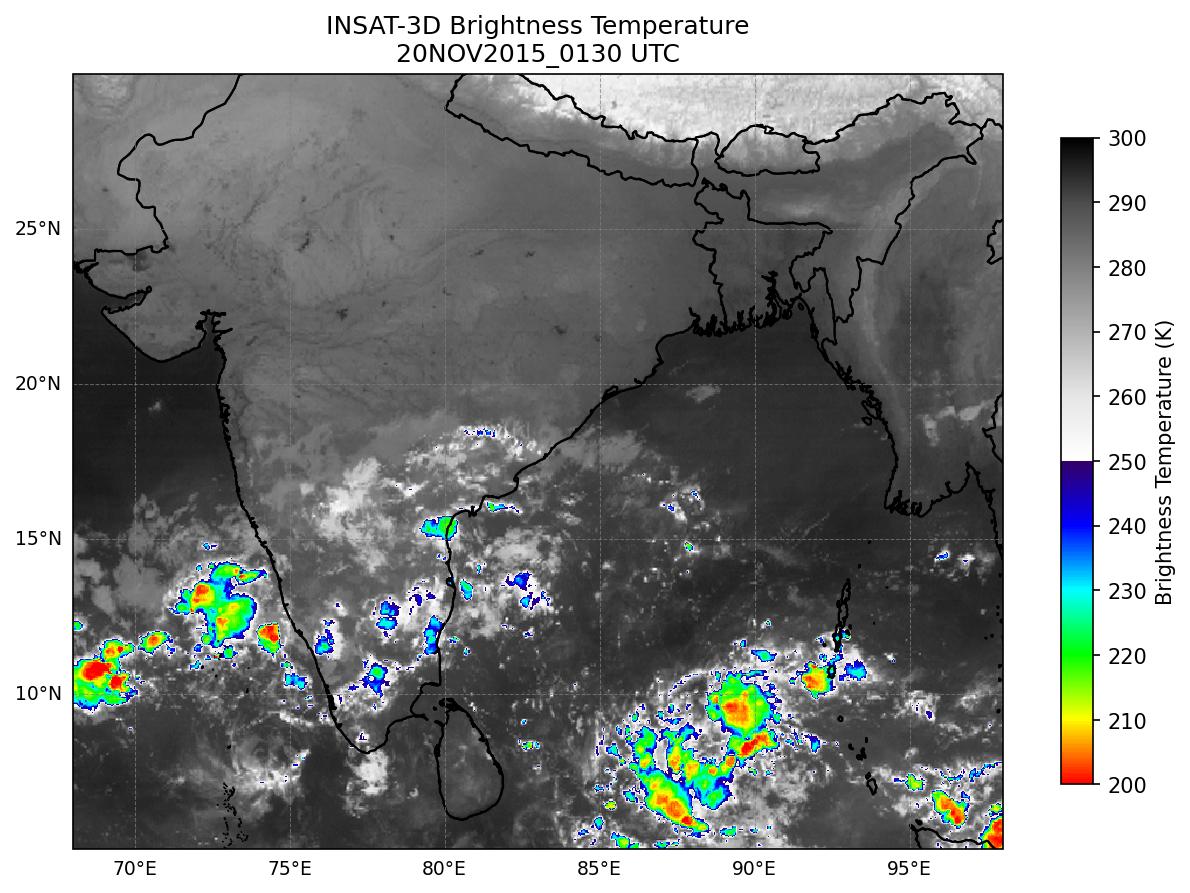 INSAT-3D Brightness Temperature
20NOV2015_0130 UTC
25°N
20°N
15°N
10°N
70°E
75°E
80°E
85°E
90°E
95°E
300
290
280
270
260
250
240
230
220
210
200
Brightness Temperature (K)